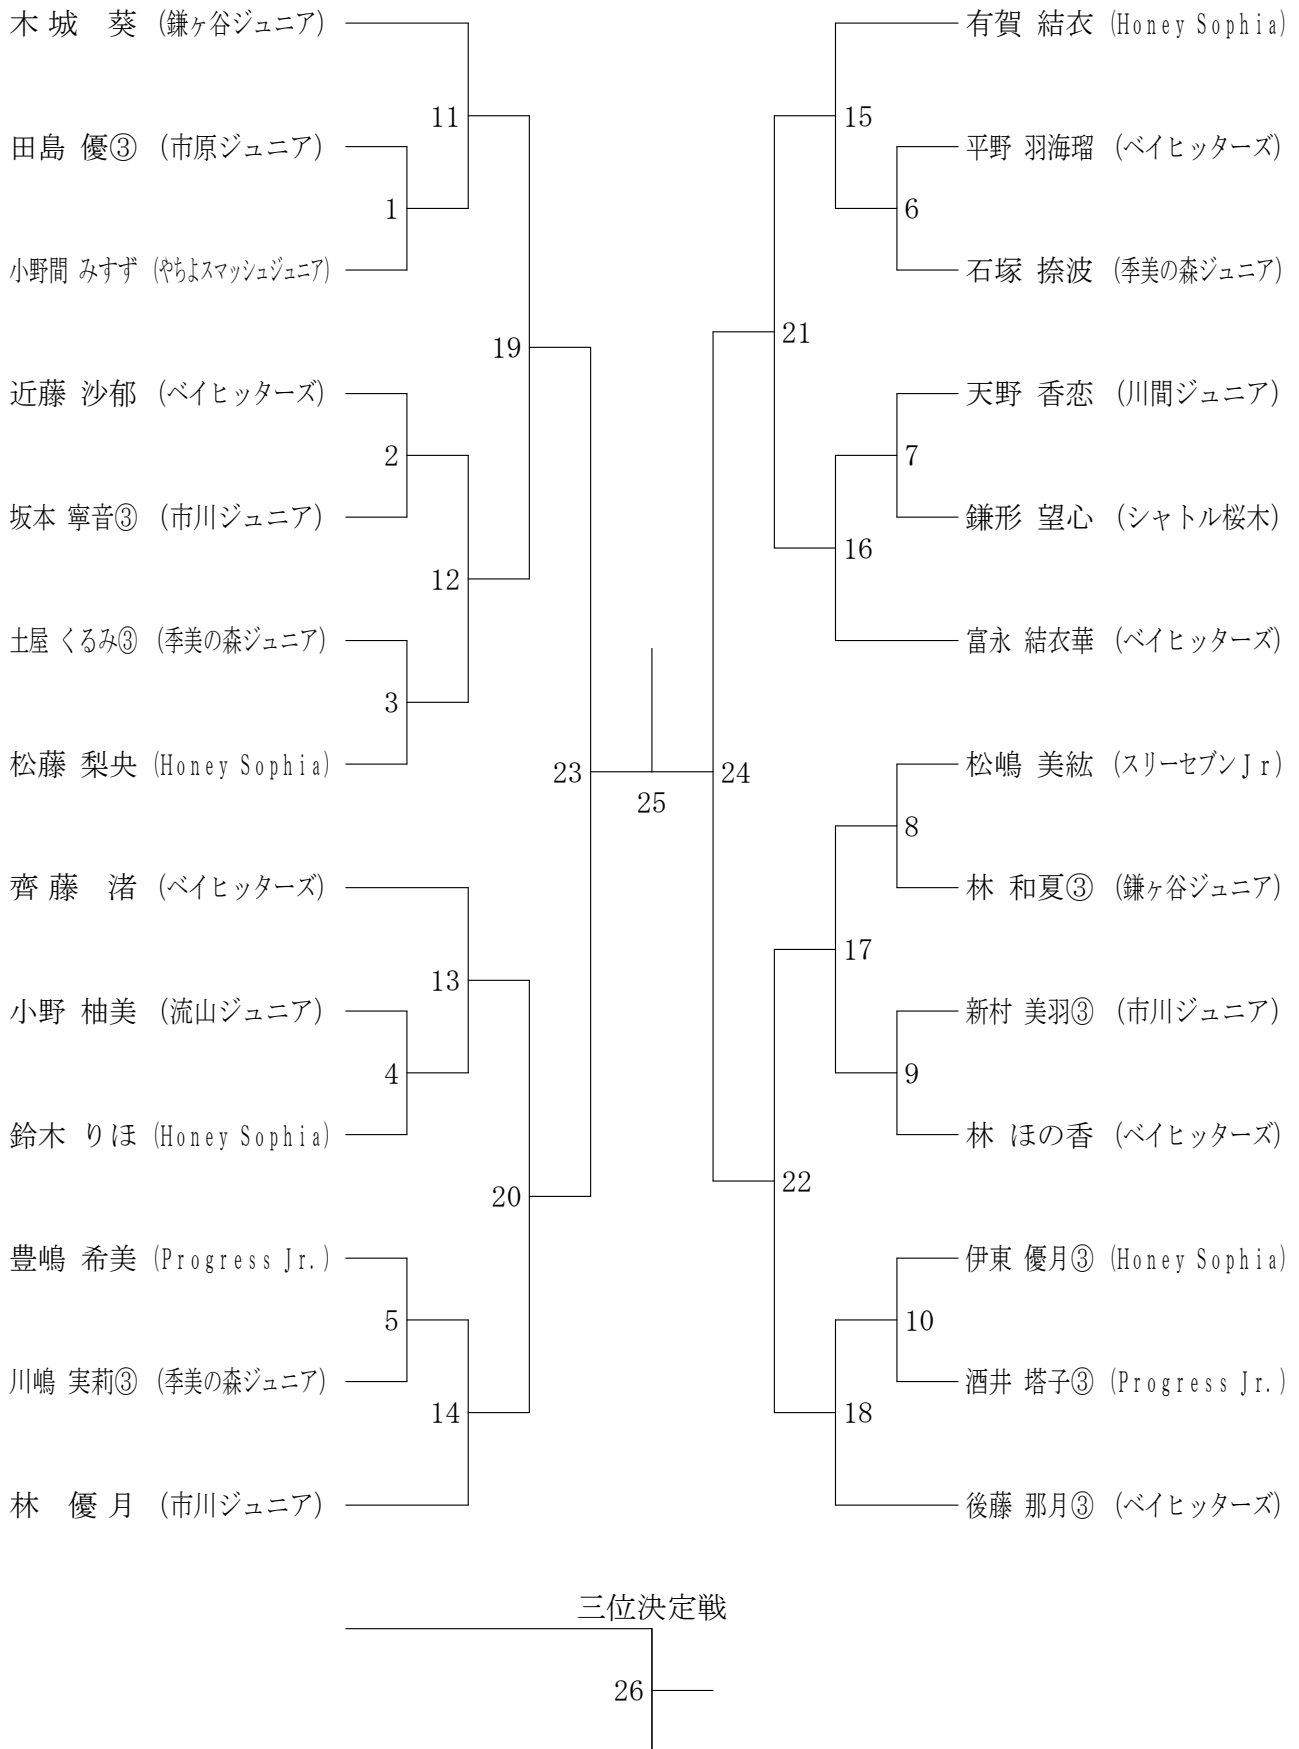 木城 葵 (鎌ヶ谷ジュニア)
田島 優③ (市原ジュニア)
小野間 みすず (やちよスマッシュジュニア)
近藤 沙郁 (ベイヒッターズ)
坂本 寧音③ (市川ジュニア)
土屋 くるみ③ (季美の森ジュニア)
松藤 梨央 (Honey Sophia)
齊藤 渚 (ベイヒッターズ)
小野 柚美 (流山ジュニア)
鈴木 りほ (Honey Sophia)
豊嶋 希美 (Progress Jr.)
川嶋 実莉③ (季美の森ジュニア)
林 優月 (市川ジュニア)
1
2
3
4
5
11
12
13
14
19
20
23
25
24
21
22
15
16
17
18
6
7
8
9
10
有賀 結衣 (Honey Sophia)
平野 羽海瑠 (ベイヒッターズ)
石塚 捺波 (季美の森ジュニア)
天野 香恋 (川間ジュニア)
鎌形 望心 (シャトル桜木)
富永 結衣華 (ベイヒッターズ)
松嶋 美紘 (スリーセブンJr)
林 和夏③ (鎌ヶ谷ジュニア)
新村 美羽③ (市川ジュニア)
林 ほの香 (ベイヒッターズ)
伊東 優月③ (Honey Sophia)
酒井 塔子③ (Progress Jr.)
後藤 那月③ (ベイヒッターズ)
三位決定戦
26